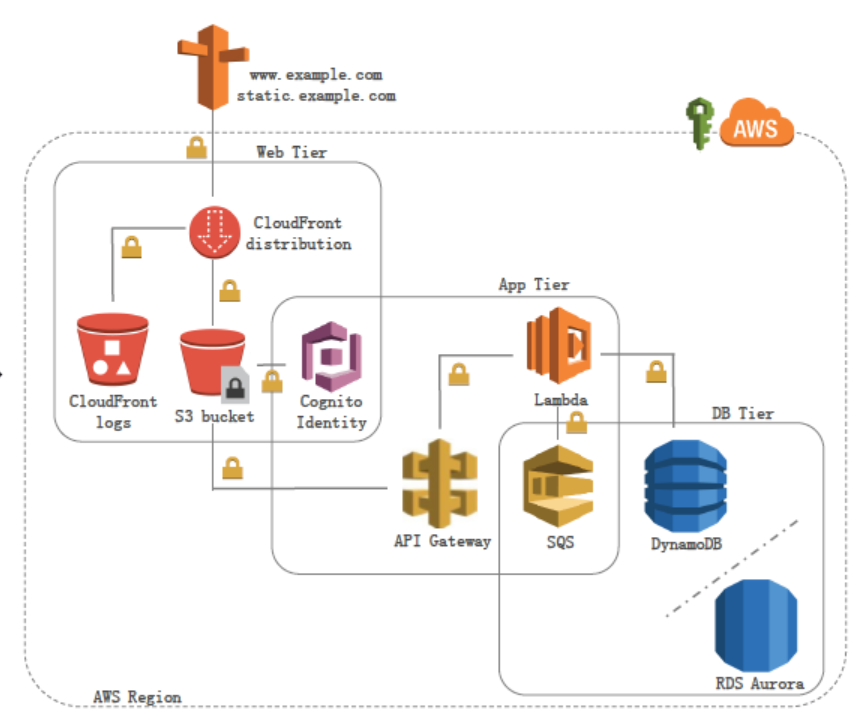 www.example.com
static.example.com
AWS
Web Tier
CloudFront
distribution
App Tier
CloudFront
logs
S3 bucket
Cognito
Identity
Lambda
DB Tier
API Gateway
SQS
DynamoDB
RDS Aurora
AWS Region